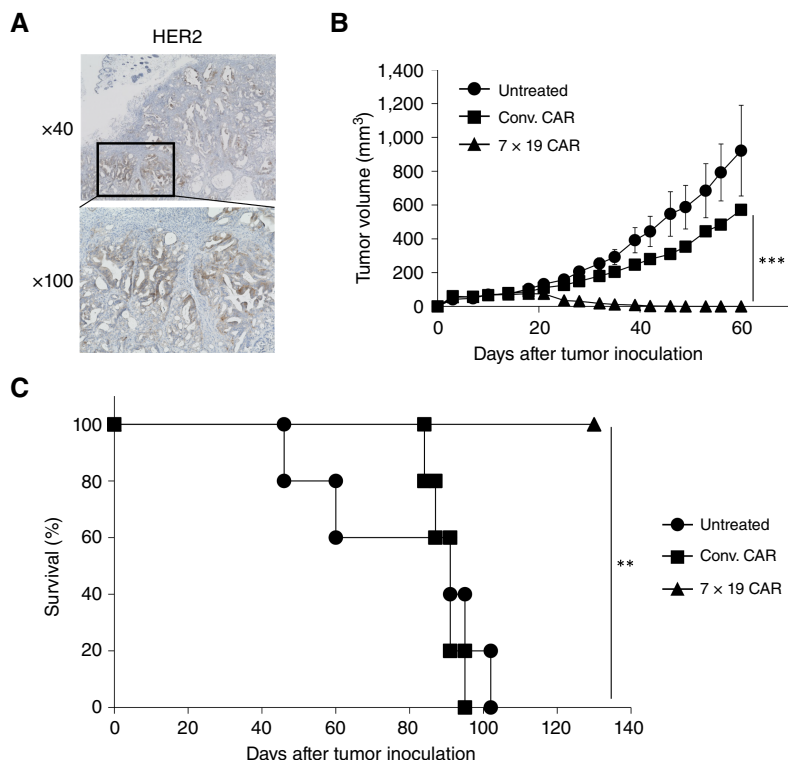 A
HER2
×40
×100
B
Tumor volume (mm3)
1,400
1,200
1,000
800
600
400
200
0
0 20 40 60
Days after tumor inoculation
Untreated
Conv. CAR
7 × 19 CAR
***
C
Survival (%)
100
80
60
40
20
0
0 20 40 60 80 100 120 140
Days after tumor inoculation
Untreated
Conv. CAR
7 × 19 CAR
**